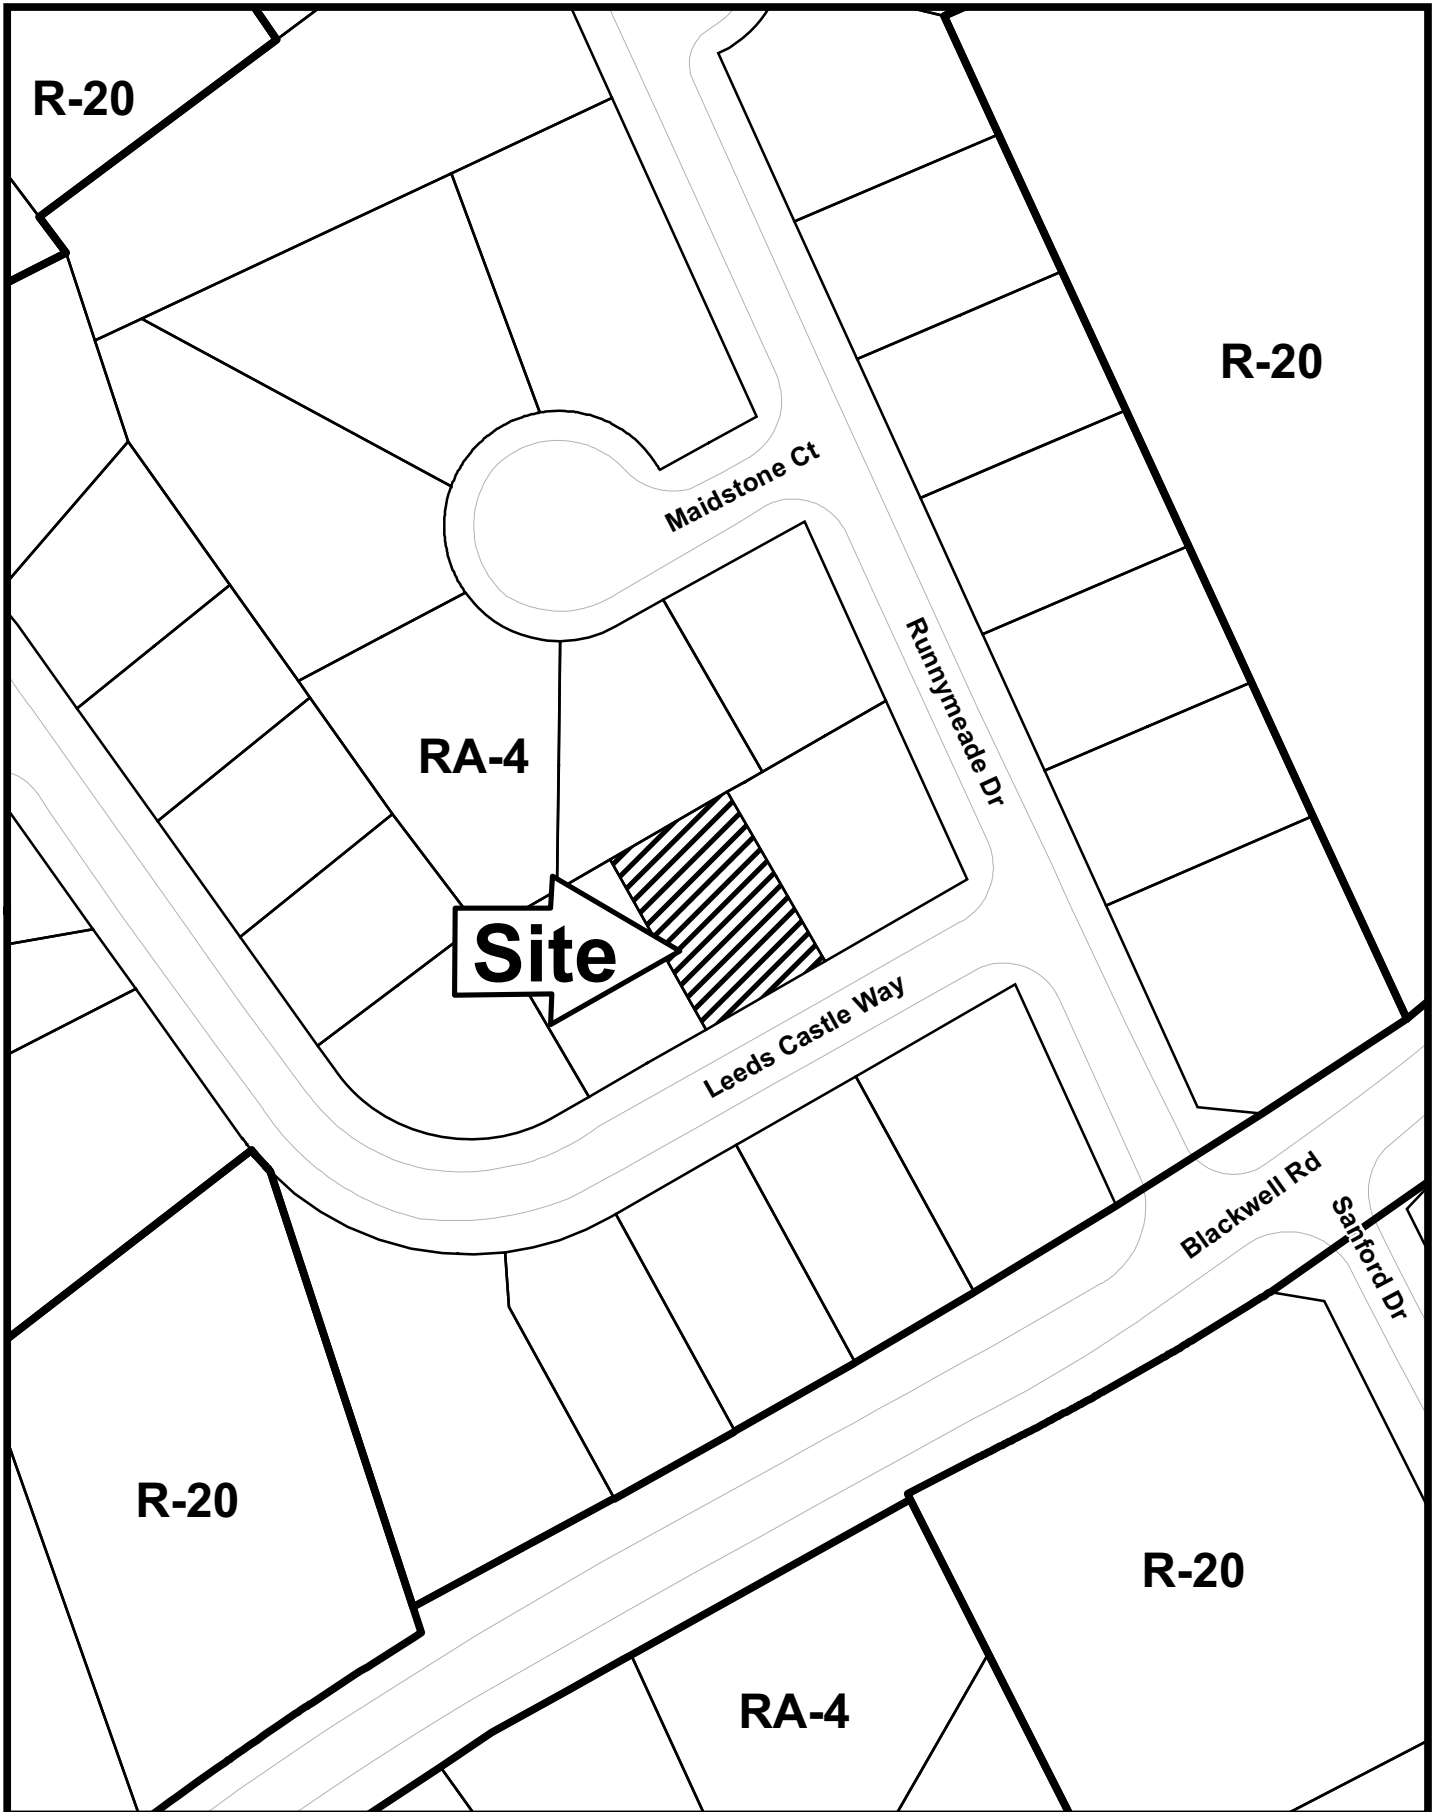 R-20
R-20
Maidstone Ct
Runnymeade Dr
RA-4
Site
Leeds Castle Way
Blackwell Rd
Sanford Dr
R-20
R-20
RA-4